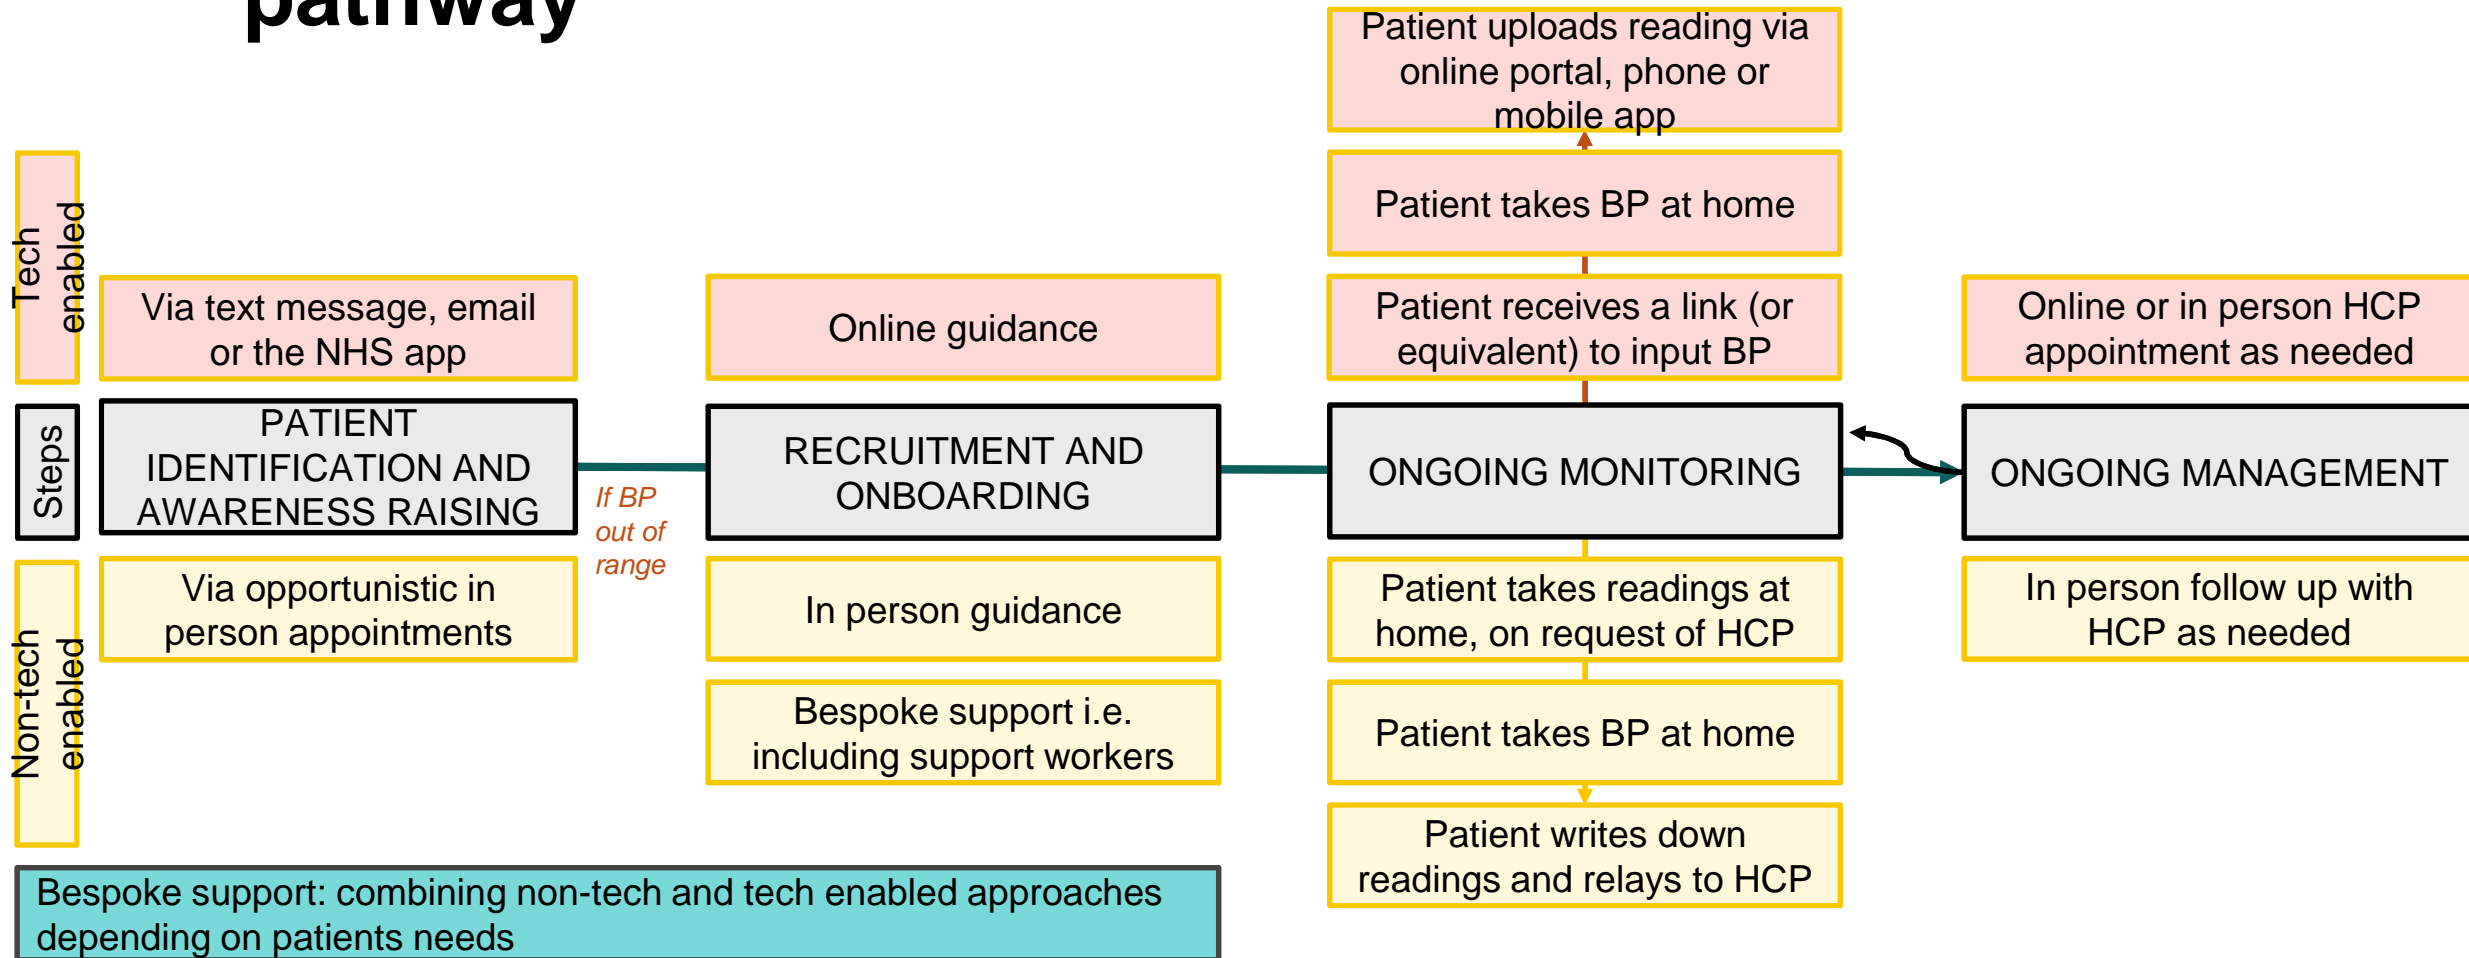 pathway
Patient uploads reading via
online portal, phone or
mobile app
Patient takes BP at home
Tech
enabled
Via text message, email
or the NHS app
Online guidance
Patient receives a link (or
equivalent) to input BP
Online or in person HCP
appointment as needed
Steps
PATIENT
IDENTIFICATION AND
AWARENESS RAISING
If BP
out of
range
RECRUITMENT AND
ONBOARDING
ONGOING MONITORING
ONGOING MANAGEMENT
Non-tech
enabled
Via opportunistic in
person appointments
In person guidance
Bespoke support i.e.
including support workers
Patient takes readings at
home, on request of HCP
Patient takes BP at home
Patient writes down
readings and relays to HCP
In person follow up with
HCP as needed
Bespoke support: combining non-tech and tech enabled approaches
depending on patients needs